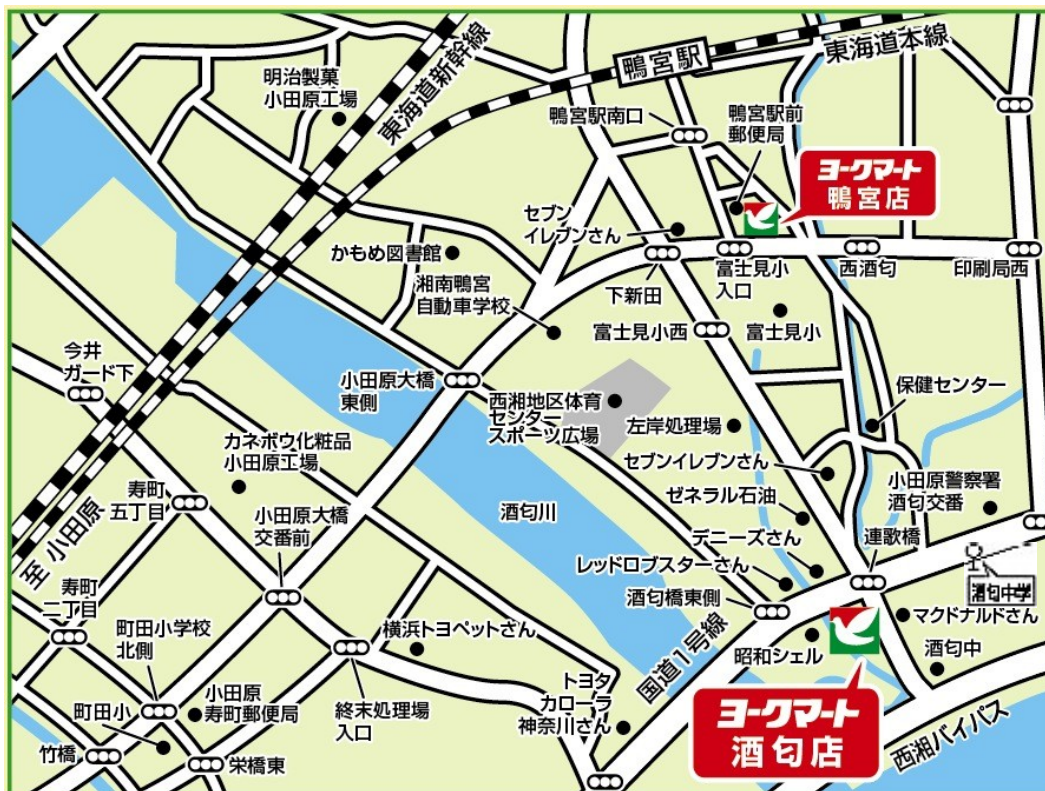 明治製菓
小田原工場
東海道新幹線
鴨宮駅
東海道本線
鴨宮駅南口
鴨宮駅前
郵便局
ヨークマート
鴨宮店
セブン
イレブンさん
かもめ図書館
湘南鴨宮
自動車学校
下新田
富士見小
入口
西酒匂
印刷局西
富士見小西
富士見小
今井
ガード下
小田原大橋
東側
西湘地区体育
センター
スポーツ広場
左岸処理場
保健センター
カネボウ化粧品
小田原工場
セブンイレブンさん
寿町
五丁目
小田原大橋
交番前
酒匂川
ゼネラル石油
小田原警察署
酒匂交番
至 小田原
デニーズさん
連歌橋
レッドロブスターさん
寿町
二丁目
酒匂橋東側
酒匂中学
町田小学校
北側
横浜トヨペットさん
国道1号線
昭和シェル
マクドナルドさん
酒匂中
町田小
小田原
寿町郵便局
終末処理場
入口
トヨタ
カローラ
神奈川さん
ヨークマート
酒匂店
西湘バイパス
竹橋
栄橋東